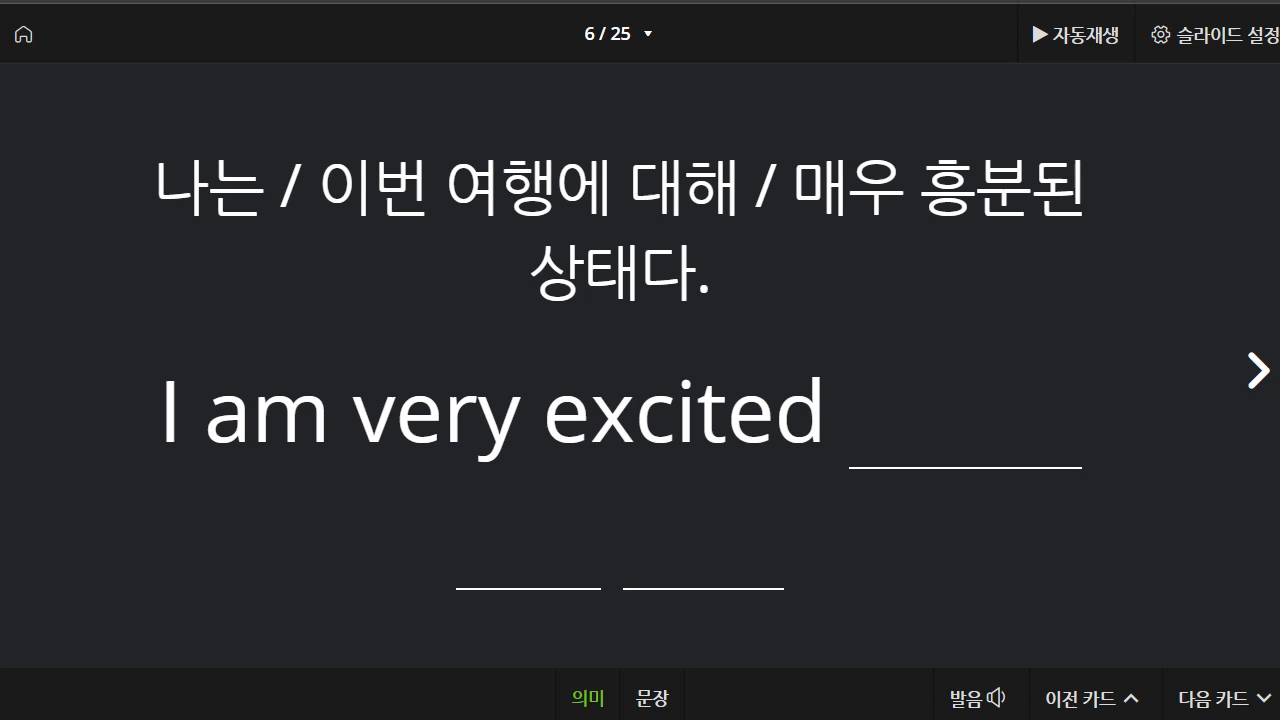 6 / 25
자동재생
슬라이드 설정
나는 / 이번 여행에 대해 / 매우 흥분된
상태다.
I am very excited
의미
문장
발음
이전 카드
다음 카드